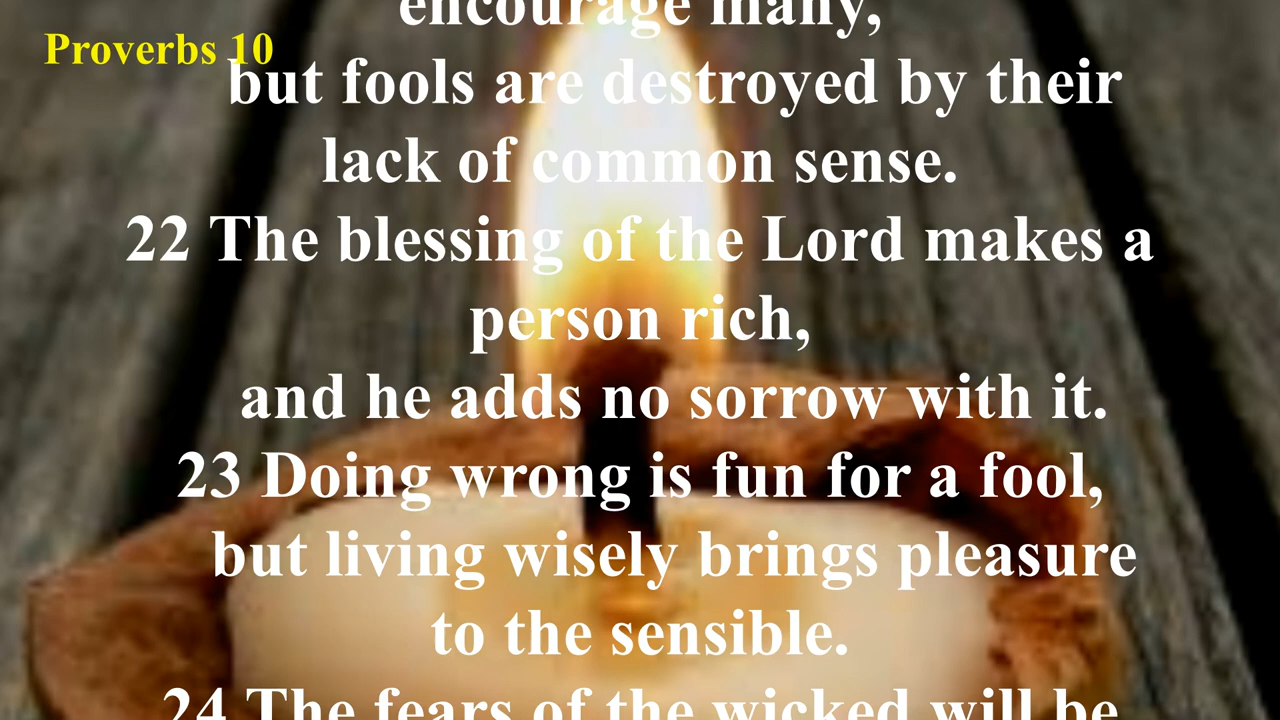 encourage many,
Proverbs 10
but fools are destroyed by their
lack of common sense.
22 The blessing of the Lord makes a
person rich,
and he adds no sorrow with it.
23 Doing wrong is fun for a fool,
but living wisely brings pleasure
to the sensible.
24 The fears of the wicked will be